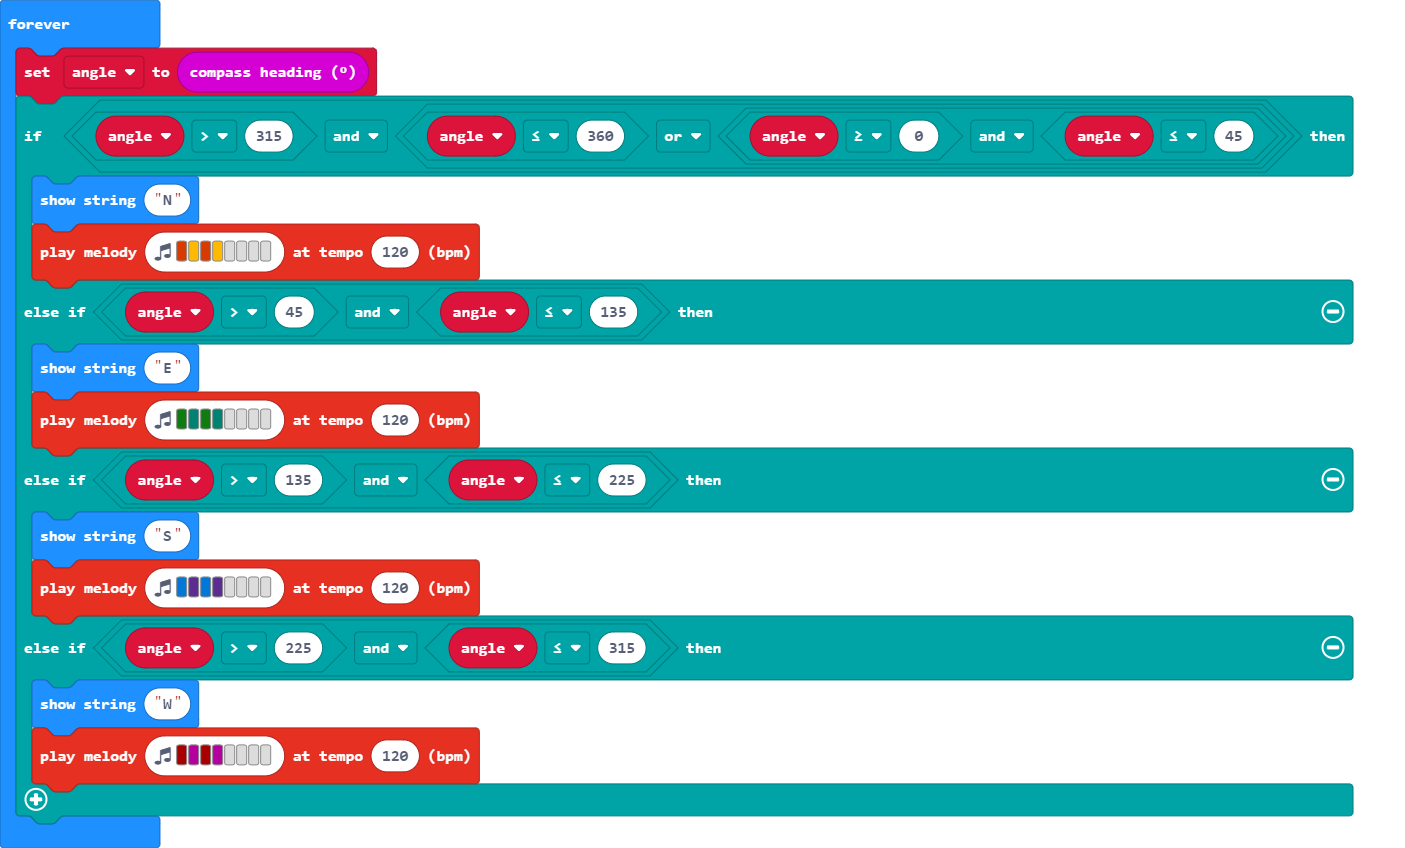 forever
set angle to compass heading (°)
if angle > 315 and angle ≤ 360 or angle ≥ 0 and angle ≤ 45 then
show string "N"
play melody at tempo 120 (bpm)
else if angle > 45 and angle ≤ 135 then
show string "E"
play melody at tempo 120 (bpm)
else if angle > 135 and angle ≤ 225 then
show string "S"
play melody at tempo 120 (bpm)
else if angle > 225 and angle ≤ 315 then
show string "W"
play melody at tempo 120 (bpm)